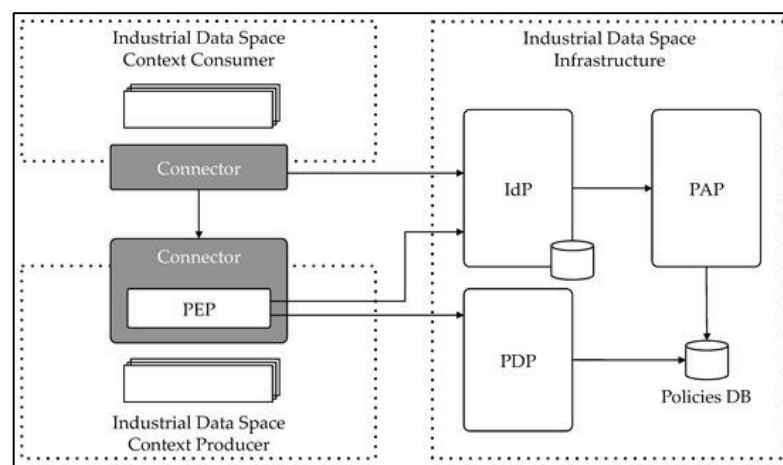 Industrial Data Space
Context Consumer
Connector
Connector
PEP
Industrial Data Space
Context Producer
Industrial Data Space
Infrastructure
IdP
PAP
PDP
Policies DB